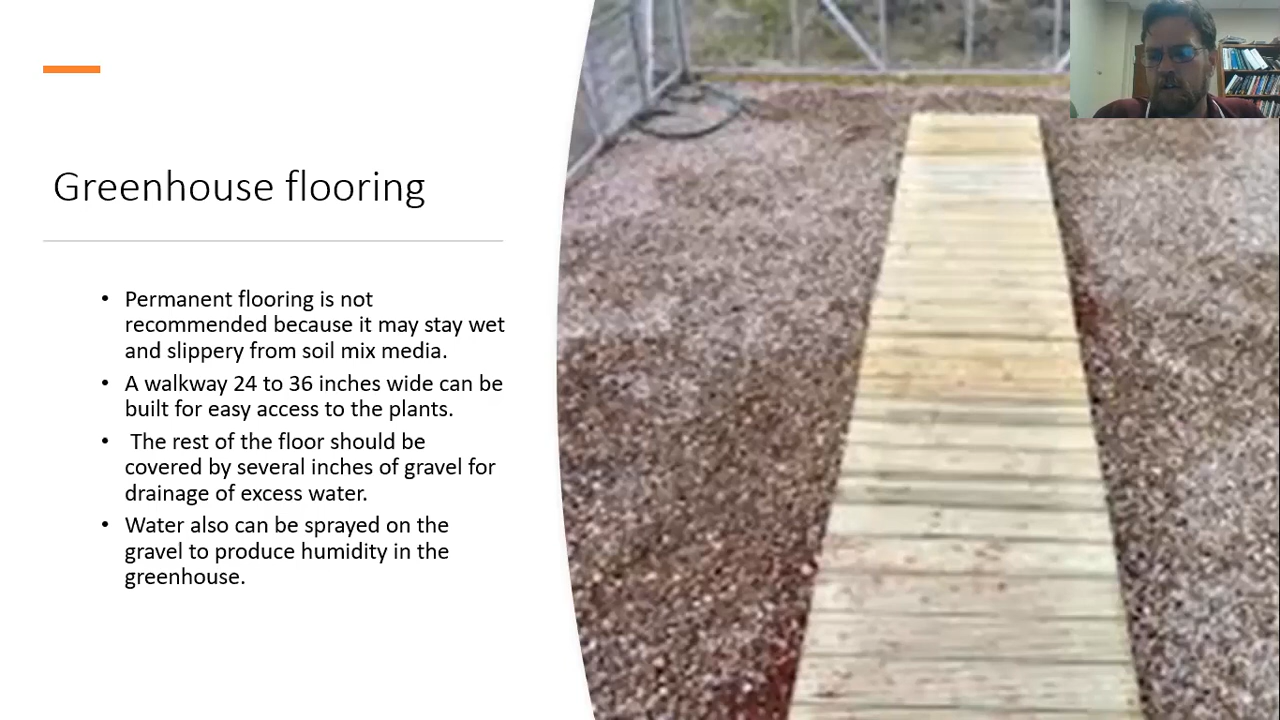 Greenhouse flooring
• Permanent flooring is not
recommended because it may stay wet
and slippery from soil mix media.
• A walkway 24 to 36 inches wide can be
built for easy access to the plants.
• The rest of the floor should be
covered by several inches of gravel for
drainage of excess water.
• Water also can be sprayed on the
gravel to produce humidity in the
greenhouse.